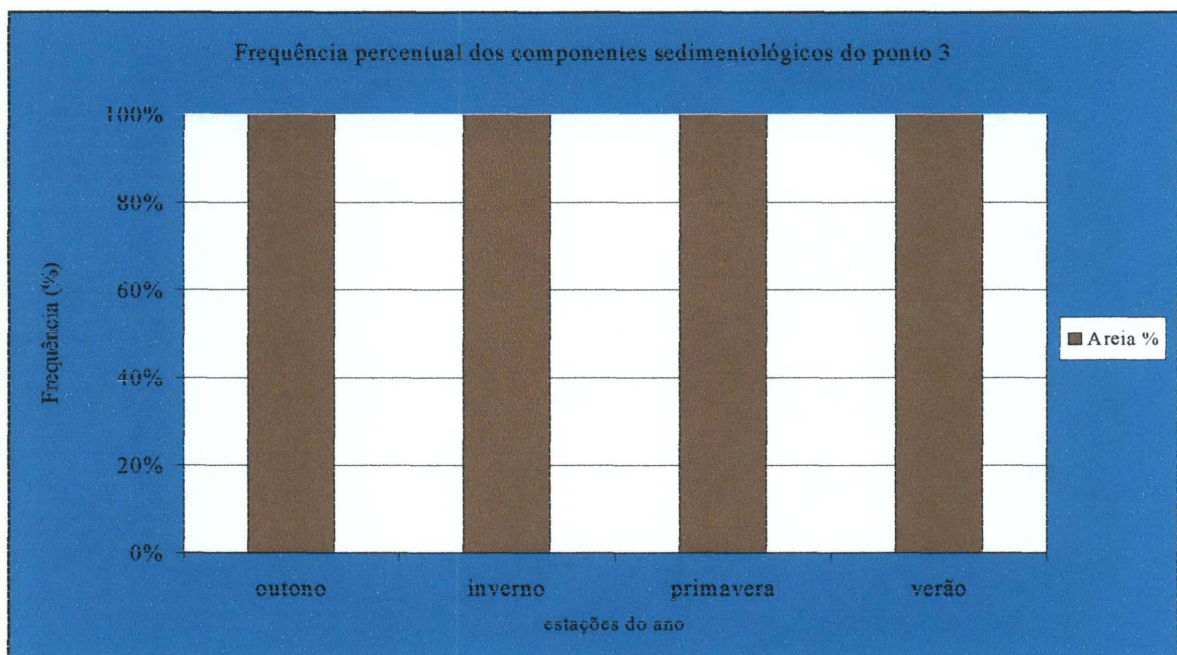 Frequência percentual dos componentes sedimentológicos do ponto 3
100%
80%
60%
40%
20%
0%
Frequência (%)
outono
inverno
primavera
verão
estações do ano
Areia %